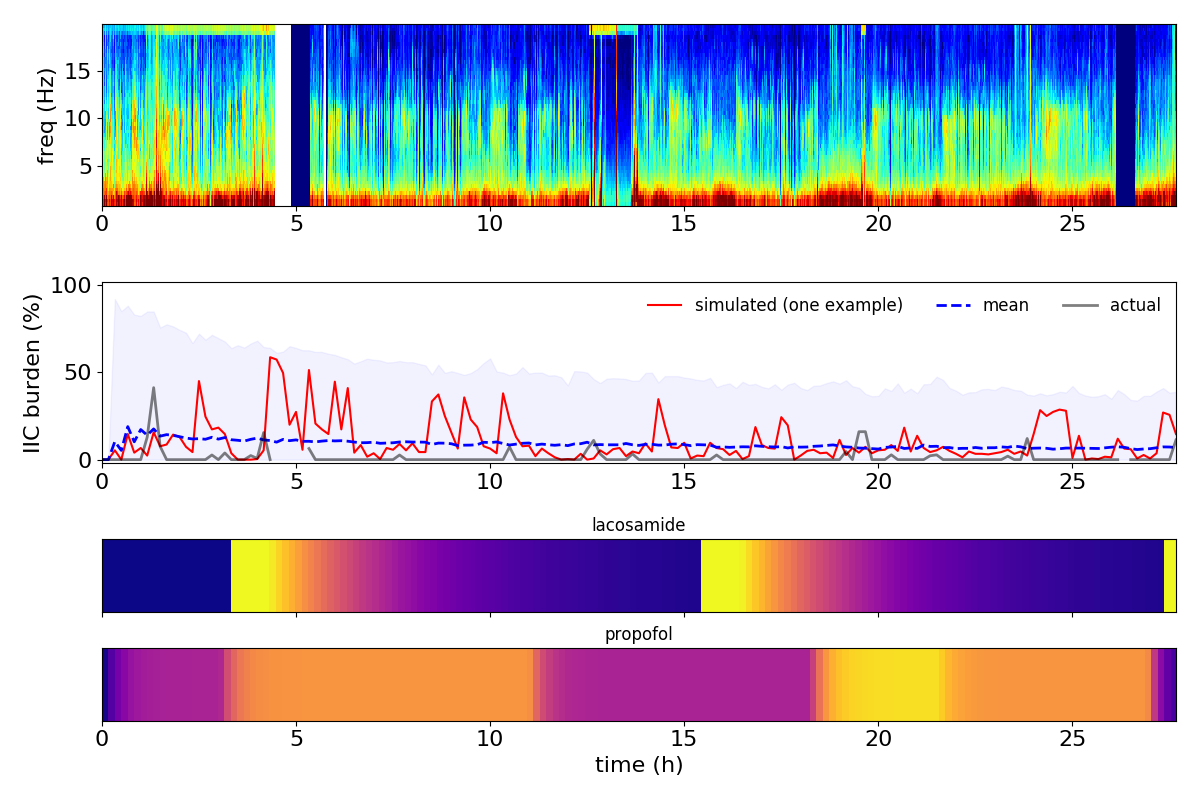 freq (Hz)
15
10
5
0 5 10 15 20 25
IIC burden (%)
100
50
0
simulated (one example) mean actual
0 5 10 15 20 25
lacosamide
propofol
0 5 10 15 20 25
time (h)